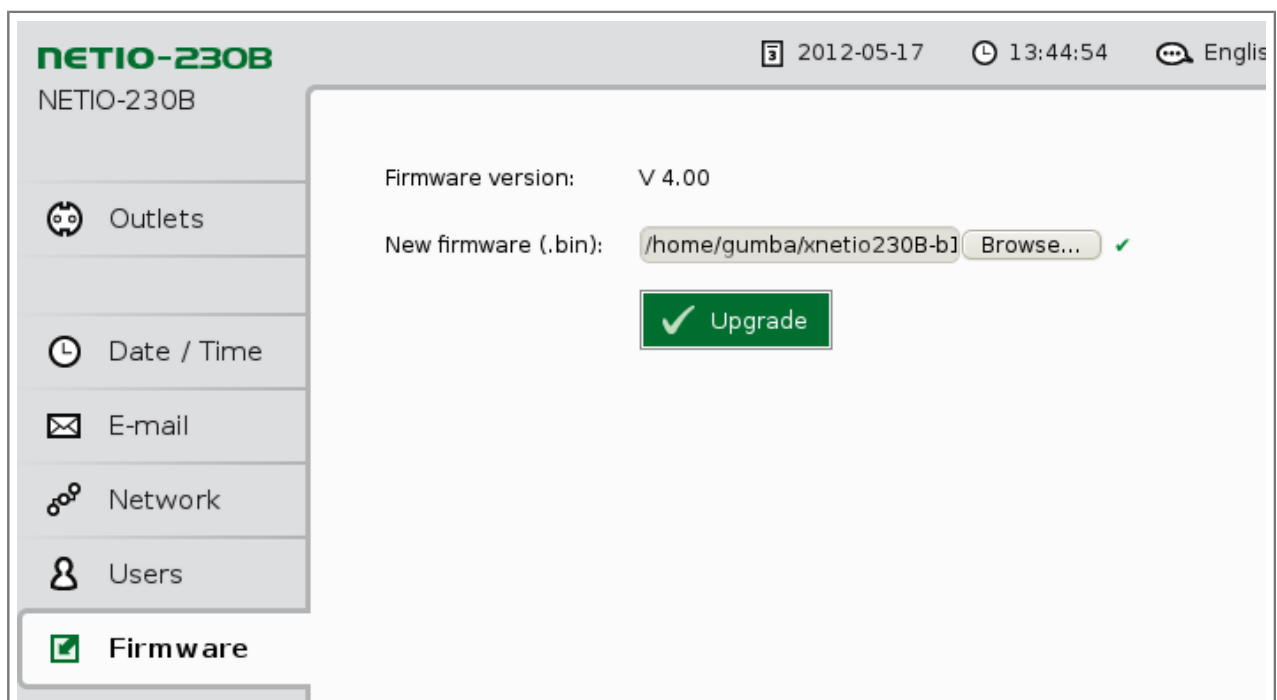 NETIO-230B
2012-05-17 13:44:54 Englis
NETIO-230B
Firmware version: V 4.00
Outlets
New firmware (.bin): /home/gumba/xnetio230B-b1 Browse...
Upgrade
Date / Time
E-mail
Network
Users
Firmware